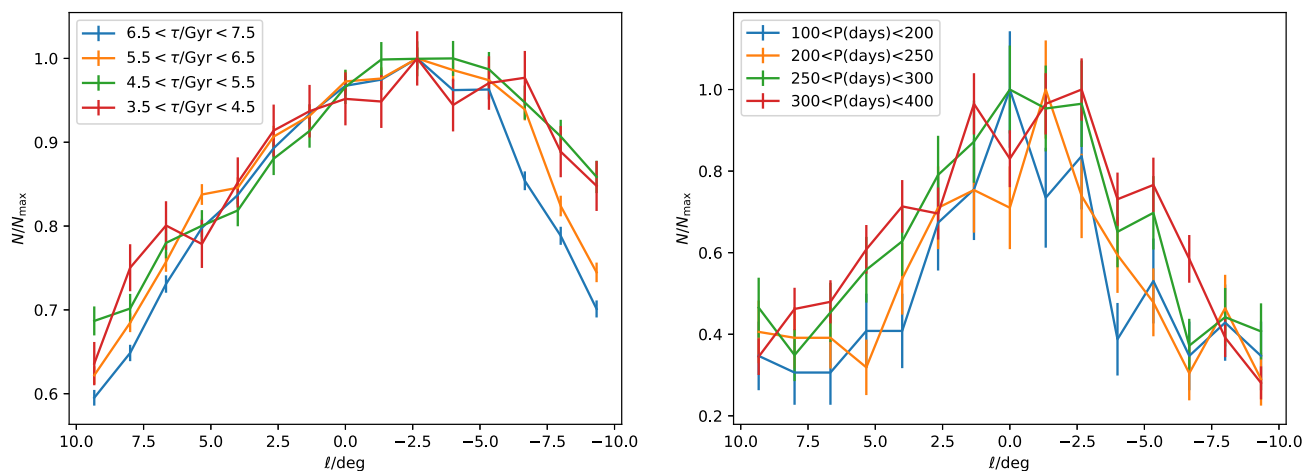 6.5 < τ/Gyr < 7.5
5.5 < τ/Gyr < 6.5
4.5 < τ/Gyr < 5.5
3.5 < τ/Gyr < 4.5
1.0
0.9
0.8
0.7
0.6
N/N_max
10.0 7.5 5.0 2.5 0.0 −2.5 −5.0 −7.5 −10.0
ℓ/deg
100<P(days)<200
200<P(days)<250
250<P(days)<300
300<P(days)<400
1.0
0.8
0.6
0.4
0.2
N/N_max
10.0 7.5 5.0 2.5 0.0 −2.5 −5.0 −7.5 −10.0
ℓ/deg